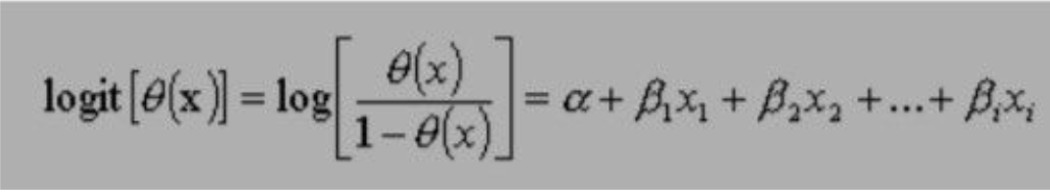 logit[θ(x)] = log[θ(x) / 1 − θ(x)] = α + β₁x₁ + β₂x₂ + ... + βᵢxᵢ